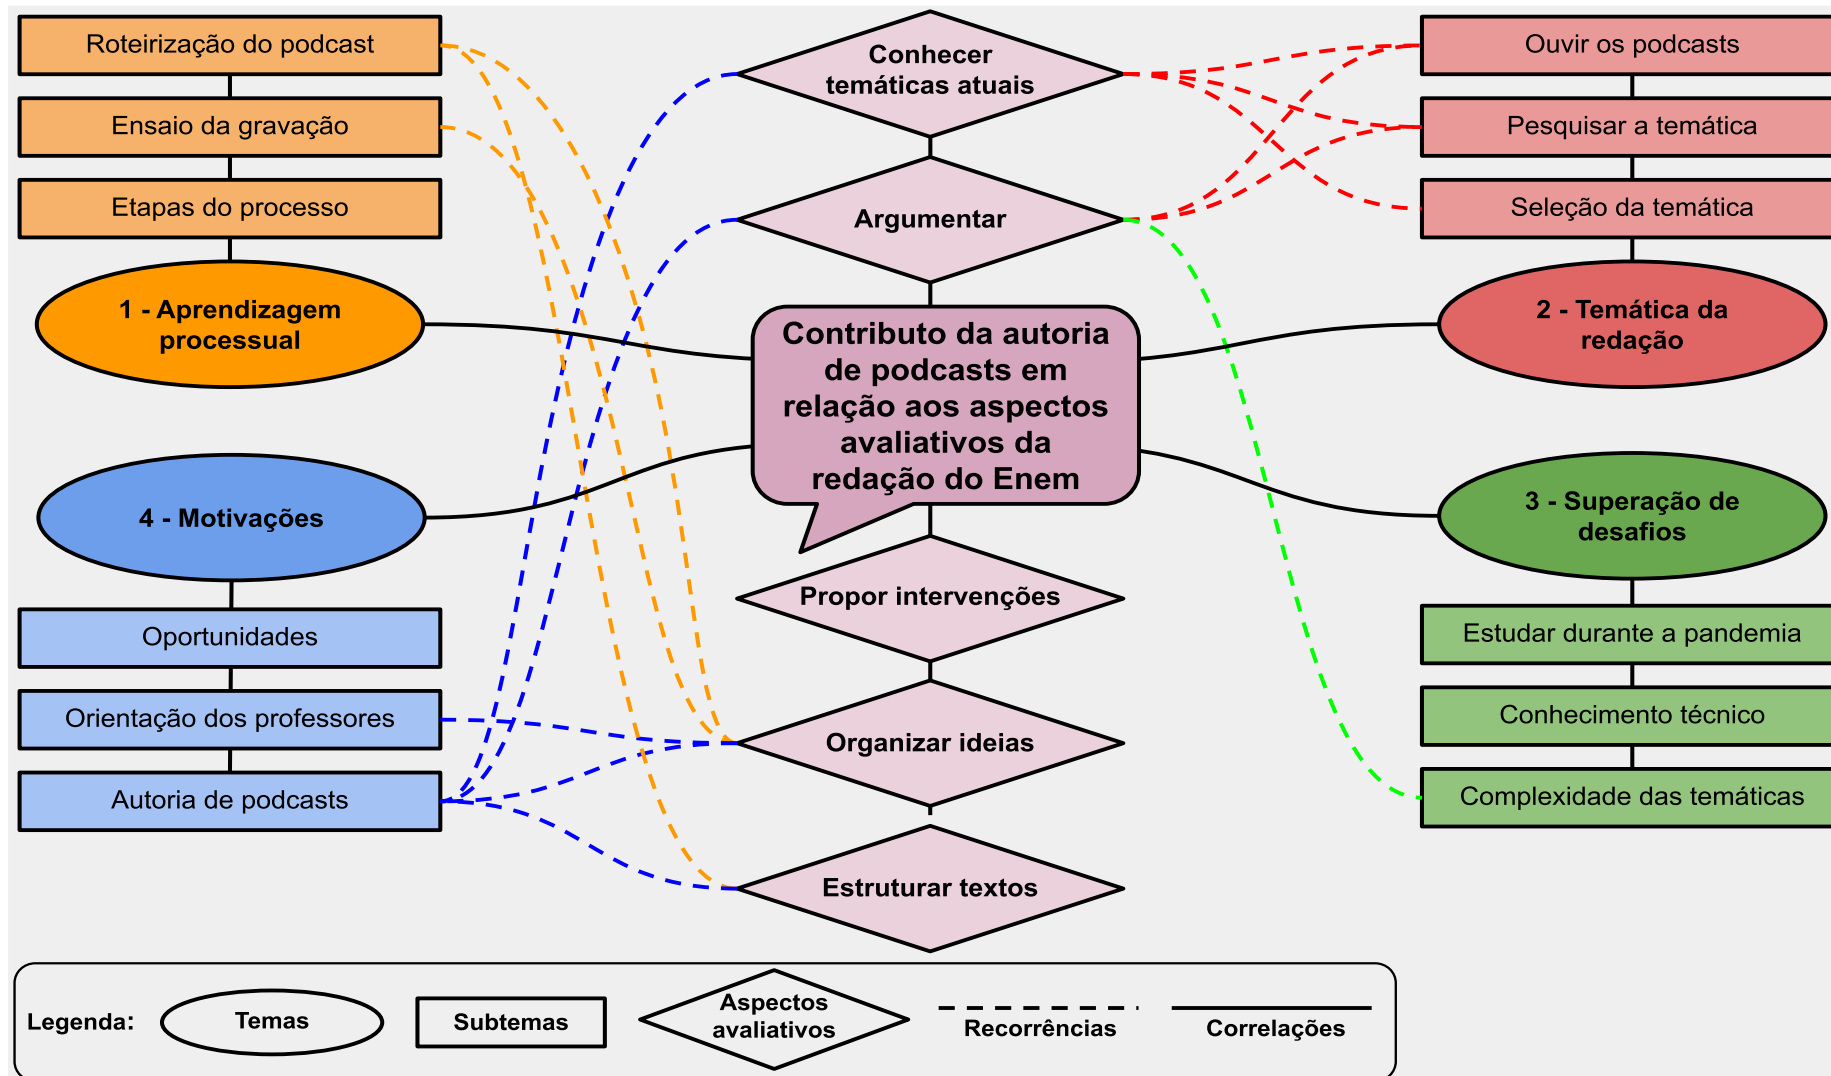 Roteirização do podcast
Ensaio da gravação
Etapas do processo
1 - Aprendizagem
processual
4 - Motivações
Oportunidades
Orientação dos professores
Autoria de podcasts
Conhecer
temáticas atuais
Argumentar
Contributo da autoria
de podcasts em
relação aos aspectos
avaliativos da
redação do Enem
Propor intervenções
Organizar ideias
Estruturar textos
Ouvir os podcasts
Pesquisar a temática
Seleção da temática
2 - Temática da
redação
3 - Superação de
desafios
Estudar durante a pandemia
Conhecimento técnico
Complexidade das temáticas
Legenda:
Temas
Subtemas
Aspectos
avaliativos
Recorrências
Correlações